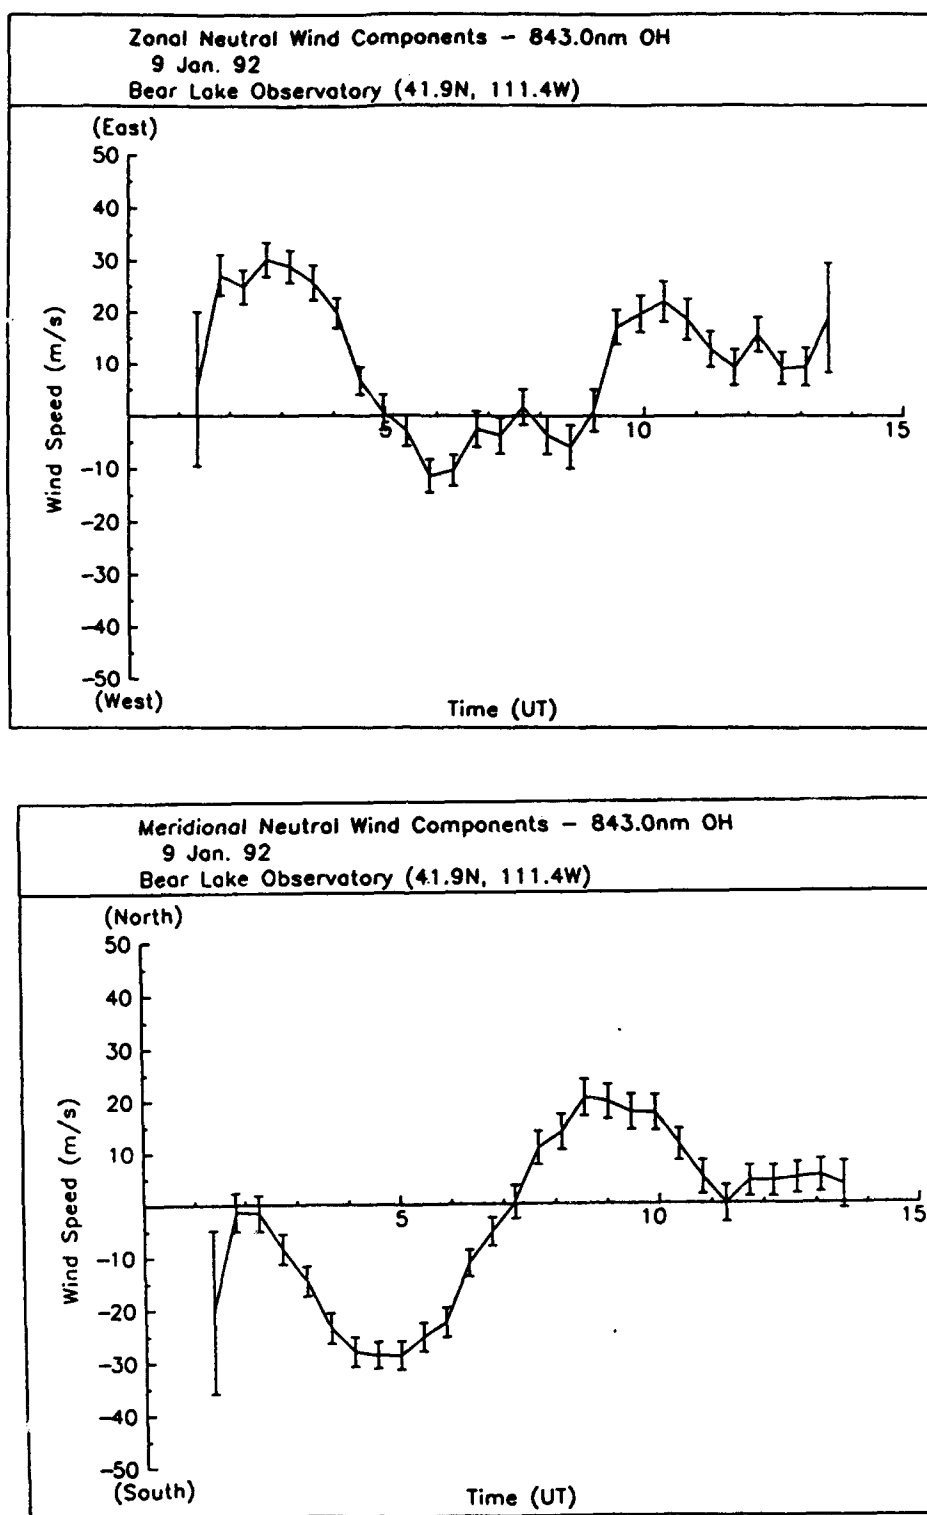 Zonal Neutral Wind Components – 843.0nm OH
9 Jan. 92
Bear Lake Observatory (41.9N, 111.4W)
(East)
50
40
30
20
10
5
10
15
−10
−20
−30
−40
−50
(West)
Wind Speed (m/s)
Time (UT)
Meridional Neutral Wind Components – 843.0nm OH
9 Jan. 92
Bear Lake Observatory (41.9N, 111.4W)
(North)
50
40
30
20
10
5
10
15
−10
−20
−30
−40
−50
(South)
Wind Speed (m/s)
Time (UT)